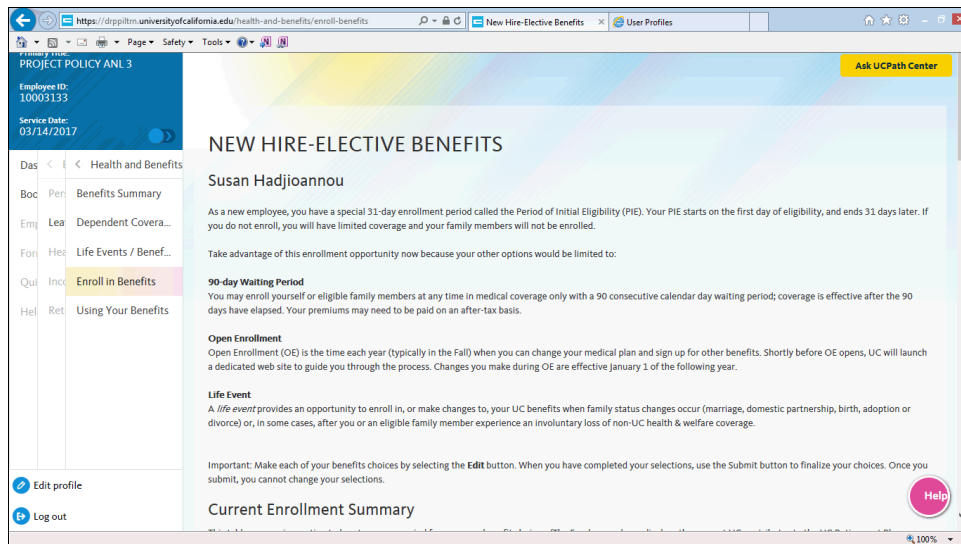 https://drppiltrn.universityofcalifornia.edu/health-and-benefits/enroll-benefits
New Hire-Elective Benefits
User Profiles
Page Safety Tools
Primary Title:
PROJECT POLICY ANL 3
Employee ID:
10003133
Service Date:
03/14/2017
Ask UCPath Center
Das
Health and Benefits
Boo Per Benefits Summary
Emp Lea Dependent Covera...
For Hea Life Events / Benef...
Qui Inco Enroll in Benefits
Hel Ret Using Your Benefits
Edit profile
Log out
NEW HIRE-ELECTIVE BENEFITS
Susan Hadjioannou
As a new employee, you have a special 31-day enrollment period called the Period of Initial Eligibility (PIE). Your PIE starts on the first day of eligibility, and ends 31 days later. If
you do not enroll, you will have limited coverage and your family members will not be enrolled.
Take advantage of this enrollment opportunity now because your other options would be limited to:
90-day Waiting Period
You may enroll yourself or eligible family members at any time in medical coverage only with a 90 consecutive calendar day waiting period; coverage is effective after the 90
days have elapsed. Your premiums may need to be paid on an after-tax basis.
Open Enrollment
Open Enrollment (OE) is the time each year (typically in the Fall) when you can change your medical plan and sign up for other benefits. Shortly before OE opens, UC will launch
a dedicated web site to guide you through the process. Changes you make during OE are effective January 1 of the following year.
Life Event
A life event provides an opportunity to enroll in, or make changes to, your UC benefits when family status changes occur (marriage, domestic partnership, birth, adoption or
divorce) or, in some cases, after you or an eligible family member experience an involuntary loss of non-UC health & welfare coverage.
Important: Make each of your benefits choices by selecting the Edit button. When you have completed your selections, use the Submit button to finalize your choices. Once you
submit, you cannot change your selections.
Help
Current Enrollment Summary
100%